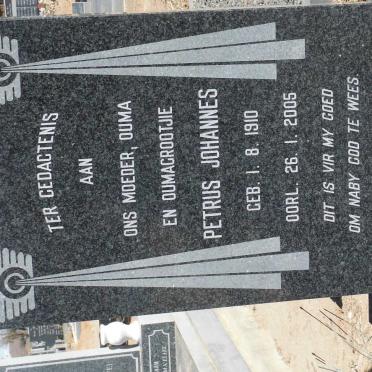 TER GEDACTENIS
AAN
ONS MOEDER, OUMA
EN OUMAGROOTJIE
PETRUS JOHANNES
GEB. 1. 8. 1910
OORL. 26. 1. 2005
DIT IS VIR MY GOED
OM NABY GOD TE WEES.